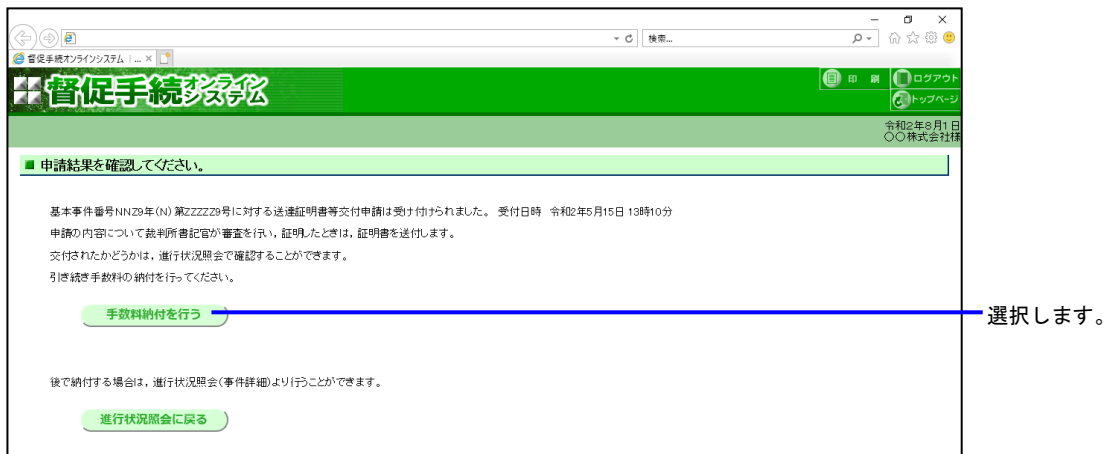 検索...
督促手続オンラインシステム | ...
督促手続オンラインシステム
印 刷
ログアウト
トップページ
令和2年8月1日
〇〇株式会社様
申請結果を確認してください。
基本事件番号NNZ9年(N)第ZZZZZ9号に対する送達証明書等交付申請は受け付けられました。 受付日時 令和2年5月15日 13時10分
申請の内容について裁判所書記官が審査を行い，証明したときは，証明書を送付します。
交付されたかどうかは，進行状況照会で確認することができます。
引き続き手数料の納付を行ってください。
手数料納付を行う
選択します。
後で納付する場合は，進行状況照会(事件詳細)より行うことができます。
進行状況照会に戻る